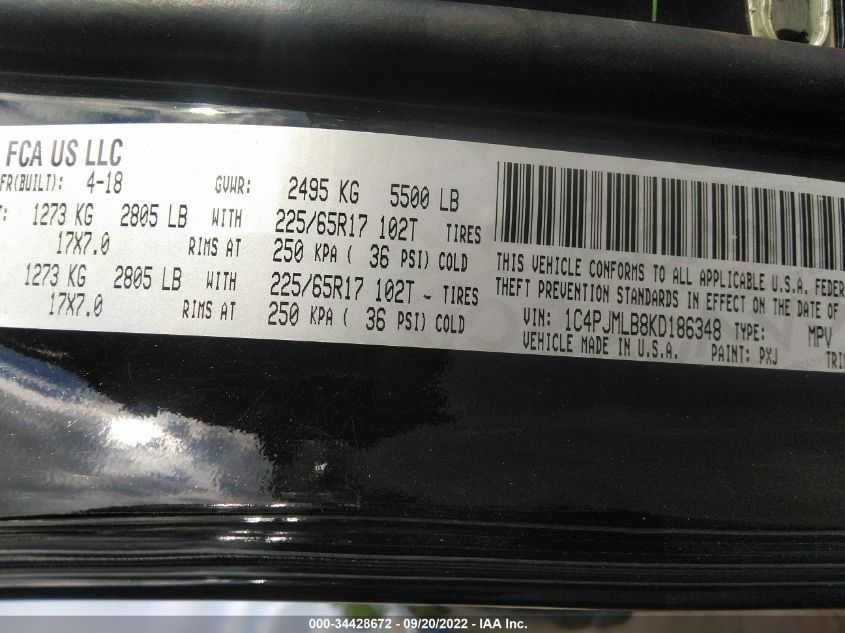 FCA US LLC
FR(BUILT): 4-18 GVWR: 2495 KG 5500 LB
1273 KG 2805 LB WITH 225/65R17 102T TIRES
17X7.0 RIMS AT 250 KPA ( 36 PSI) COLD
1273 KG 2805 LB WITH 225/65R17 102T - TIRES
17X7.0 RIMS AT 250 KPA ( 36 PSI) COLD
THIS VEHICLE CONFORMS TO ALL APPLICABLE U.S.A. FEDER
THEFT PREVENTION STANDARDS IN EFFECT ON THE DATE OF
VIN: 1C4PJMLB8KD186348 TYPE: MPV
VEHICLE MADE IN U.S.A. PAINT: PXJ TRI
000-34428672 - 09/20/2022 - IAA Inc.